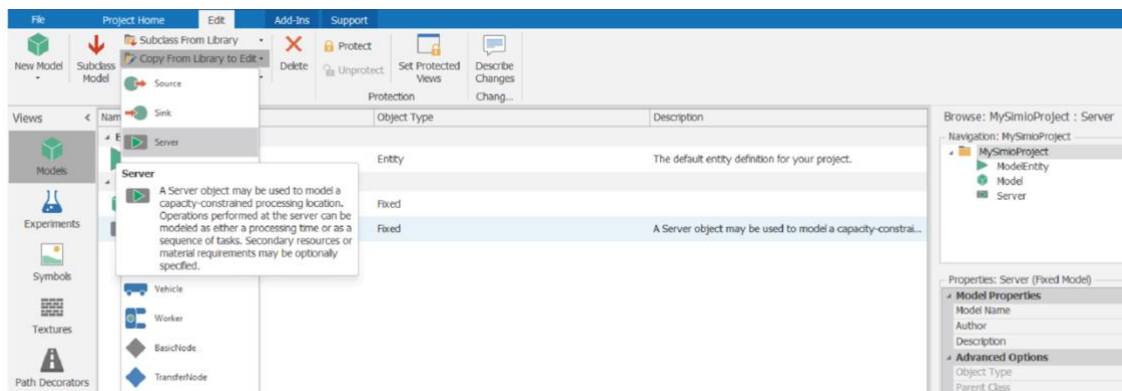 File Project Home Edit Add-Ins Support
New Model
Subclass Model
Subclass From Library
Copy From Library to Edit
Delete
Protect
Unprotect
Set Protected Views
Protection
Describe Changes
Chang...
Source
Sink
Server
Server
A Server object may be used to model a
capacity-constrained processing location.
Operations performed at the server can be
modeled as either a processing time or as a
sequence of tasks. Secondary resources or
material requirements may be optionally
specified.
Vehicle
Worker
BasicNode
TransferNode
Views
Models
Experiments
Symbols
Textures
Path Decorators
Nam
Object Type
Description
E
Entity
The default entity definition for your project.
Fixed
Fixed
A Server object may be used to model a capacity-constrai...
Browse: MySimioProject : Server
Navigation: MySimioProject
MySimioProject
ModelEntity
Model
Server
Properties: Server (Fixed Model)
Model Properties
Model Name
Author
Description
Advanced Options
Object Type
Parent Class